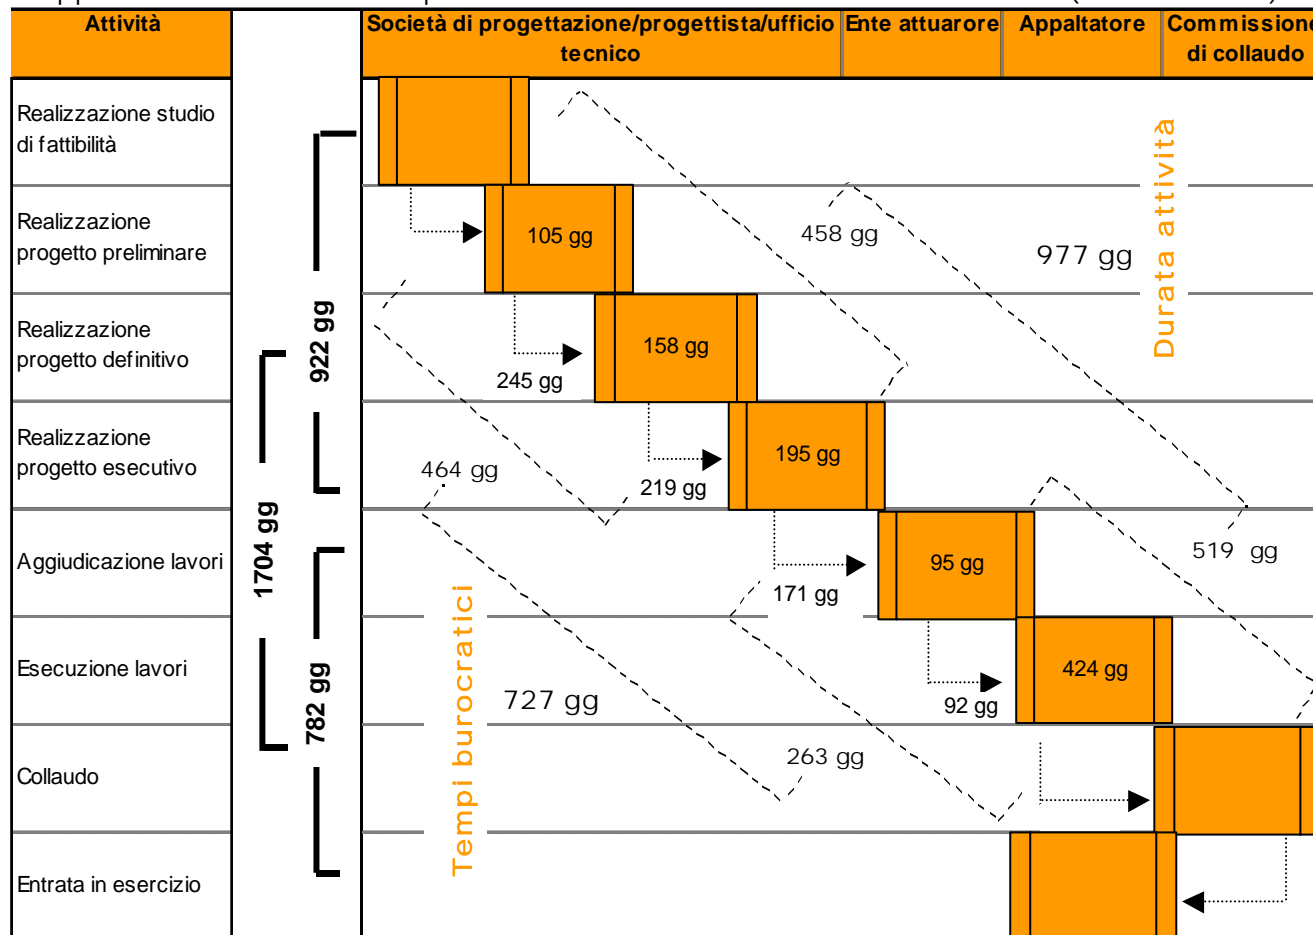 Attività
Società di progettazione/progettista/ufficio
tecnico
Ente attuarore
Appaltatore
Commissione
di collaudo
Realizzazione studio
di fattibilità
Realizzazione
progetto preliminare
105 gg
458 gg
977 gg
Durata attività
Realizzazione
progetto definitivo
922 gg
158 gg
245 gg
Realizzazione
progetto esecutivo
464 gg
195 gg
219 gg
1704 gg
Aggiudicazione lavori
95 gg
519 gg
171 gg
Esecuzione lavori
782 gg
Tempi burocratici
727 gg
424 gg
92 gg
Collaudo
263 gg
Entrata in esercizio